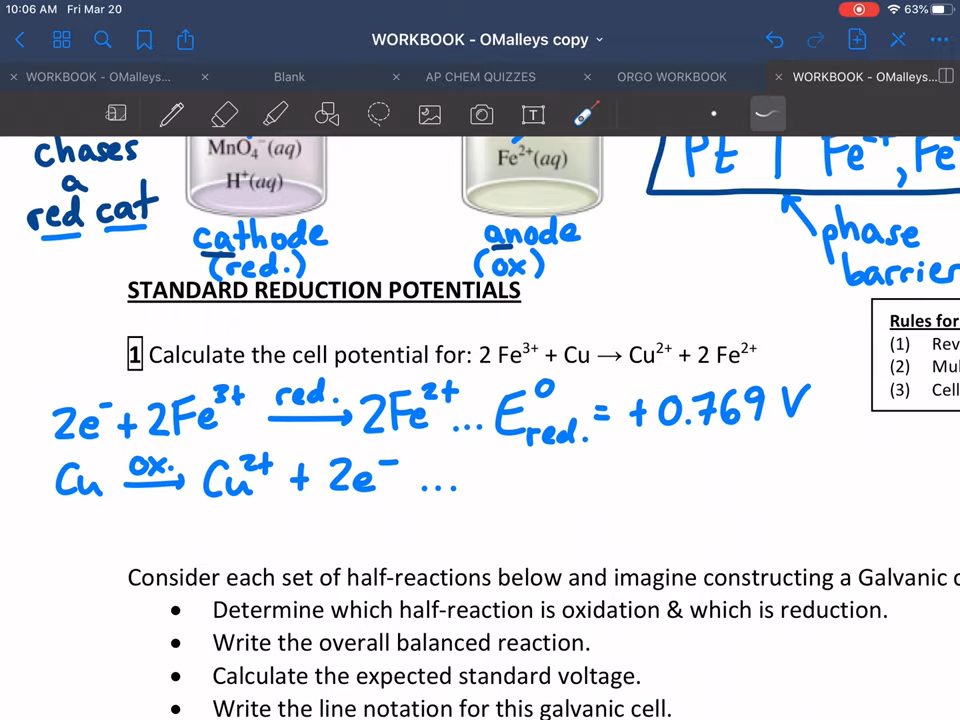 10:06 AM Fri Mar 20
63%
WORKBOOK - OMalleys copy
WORKBOOK - OMalleys...
Blank
AP CHEM QUIZZES
ORGO WORKBOOK
WORKBOOK - OMalleys...
chases
a
red cat
MnO₄⁻(aq)
H⁺(aq)
cathode
(red.)
Fe²⁺(aq)
anode
(ox)
Pt | Fe²⁺, Fe
phase
barrier
STANDARD REDUCTION POTENTIALS
1 Calculate the cell potential for: 2 Fe³⁺ + Cu → Cu²⁺ + 2 Fe²⁺
Rules for
(1) Rev
(2) Mul
(3) Cell
2e⁻ + 2Fe³⁺ red.→ 2Fe²⁺ ... E⁰red. = +0.769 V
Cu ox.→ Cu²⁺ + 2e⁻ ...
Consider each set of half-reactions below and imagine constructing a Galvanic c
• Determine which half-reaction is oxidation & which is reduction.
• Write the overall balanced reaction.
• Calculate the expected standard voltage.
• Write the line notation for this galvanic cell.